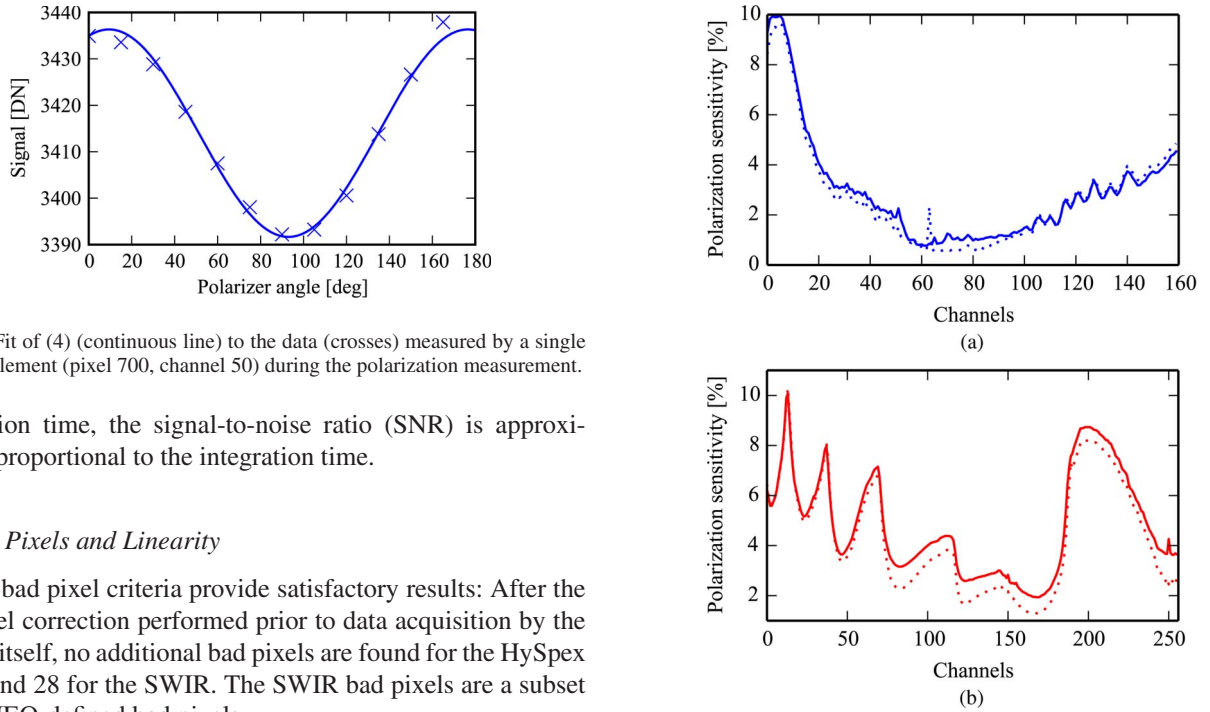 3440
3430
3420
3410
3400
3390
Signal [DN]
0 20 40 60 80 100 120 140 160 180
Polarizer angle [deg]
Fit of (4) (continuous line) to the data (crosses) measured by a single
lement (pixel 700, channel 50) during the polarization measurement.
ion time, the signal-to-noise ratio (SNR) is approxi-
proportional to the integration time.
Pixels and Linearity
bad pixel criteria provide satisfactory results: After the
el correction performed prior to data acquisition by the
itself, no additional bad pixels are found for the HySpex
nd 28 for the SWIR. The SWIR bad pixels are a subset
defined bad pixels
10
8
6
4
2
0
Polarization sensitivity [%]
0 20 40 60 80 100 120 140 160
Channels
(a)
10
8
6
4
2
Polarization sensitivity [%]
0 50 100 150 200 250
Channels
(b)